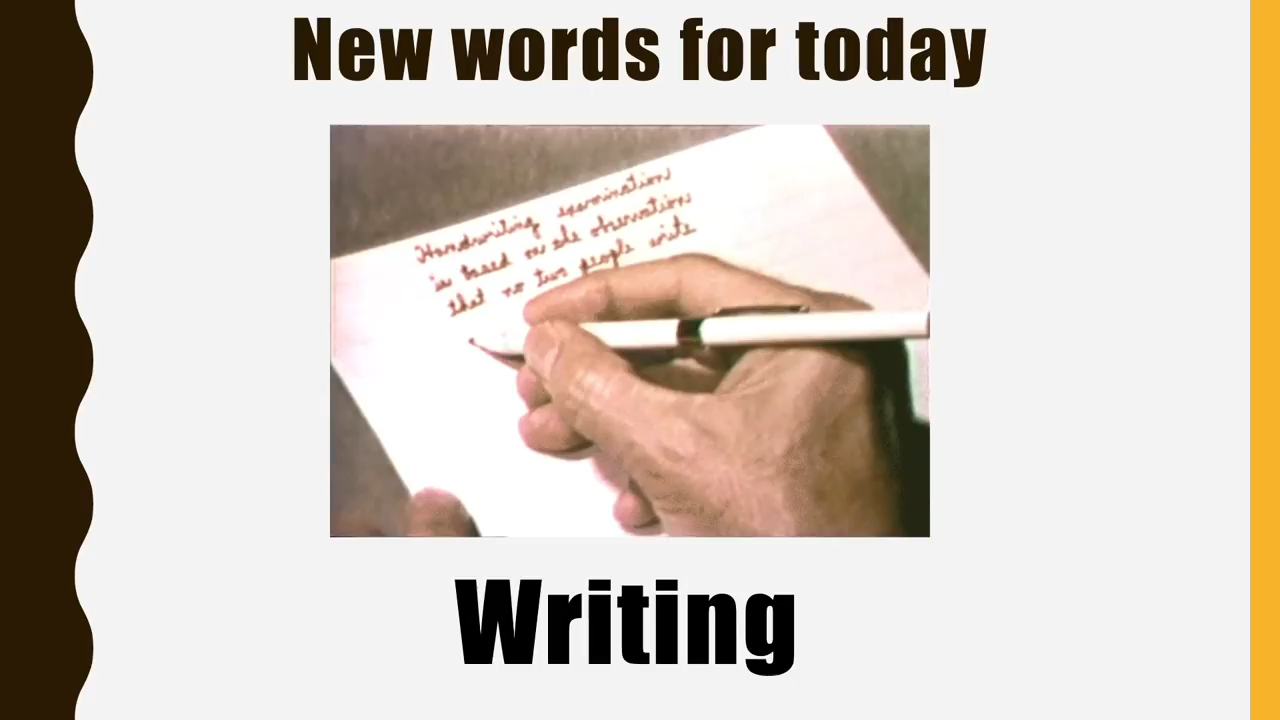 New words for today
Handwriting examination
is based on the observation
that no two people write
Writing